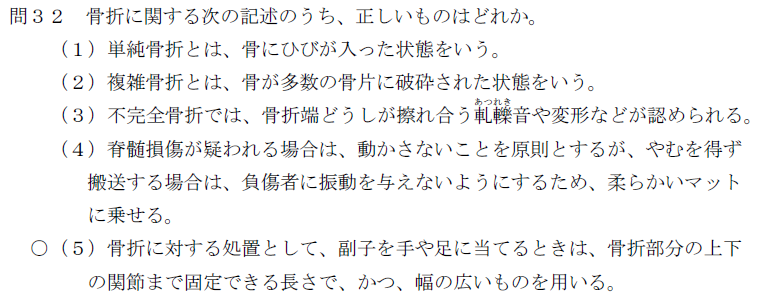 問３２　骨折に関する次の記述のうち、正しいものはどれか。
（１）単純骨折とは、骨にひびが入った状態をいう。
（２）複雑骨折とは、骨が多数の骨片に破砕された状態をいう。
（３）不完全骨折では、骨折端どうしが擦れ合う軋轢（あつれき）音や変形などが認められる。
（４）脊髄損傷が疑われる場合は、動かさないことを原則とするが、やむを得ず
搬送する場合は、負傷者に振動を与えないようにするため、柔らかいマット
に乗せる。
○（５）骨折に対する処置として、副子を手や足に当てるときは、骨折部分の上下
の関節まで固定できる長さで、かつ、幅の広いものを用いる。